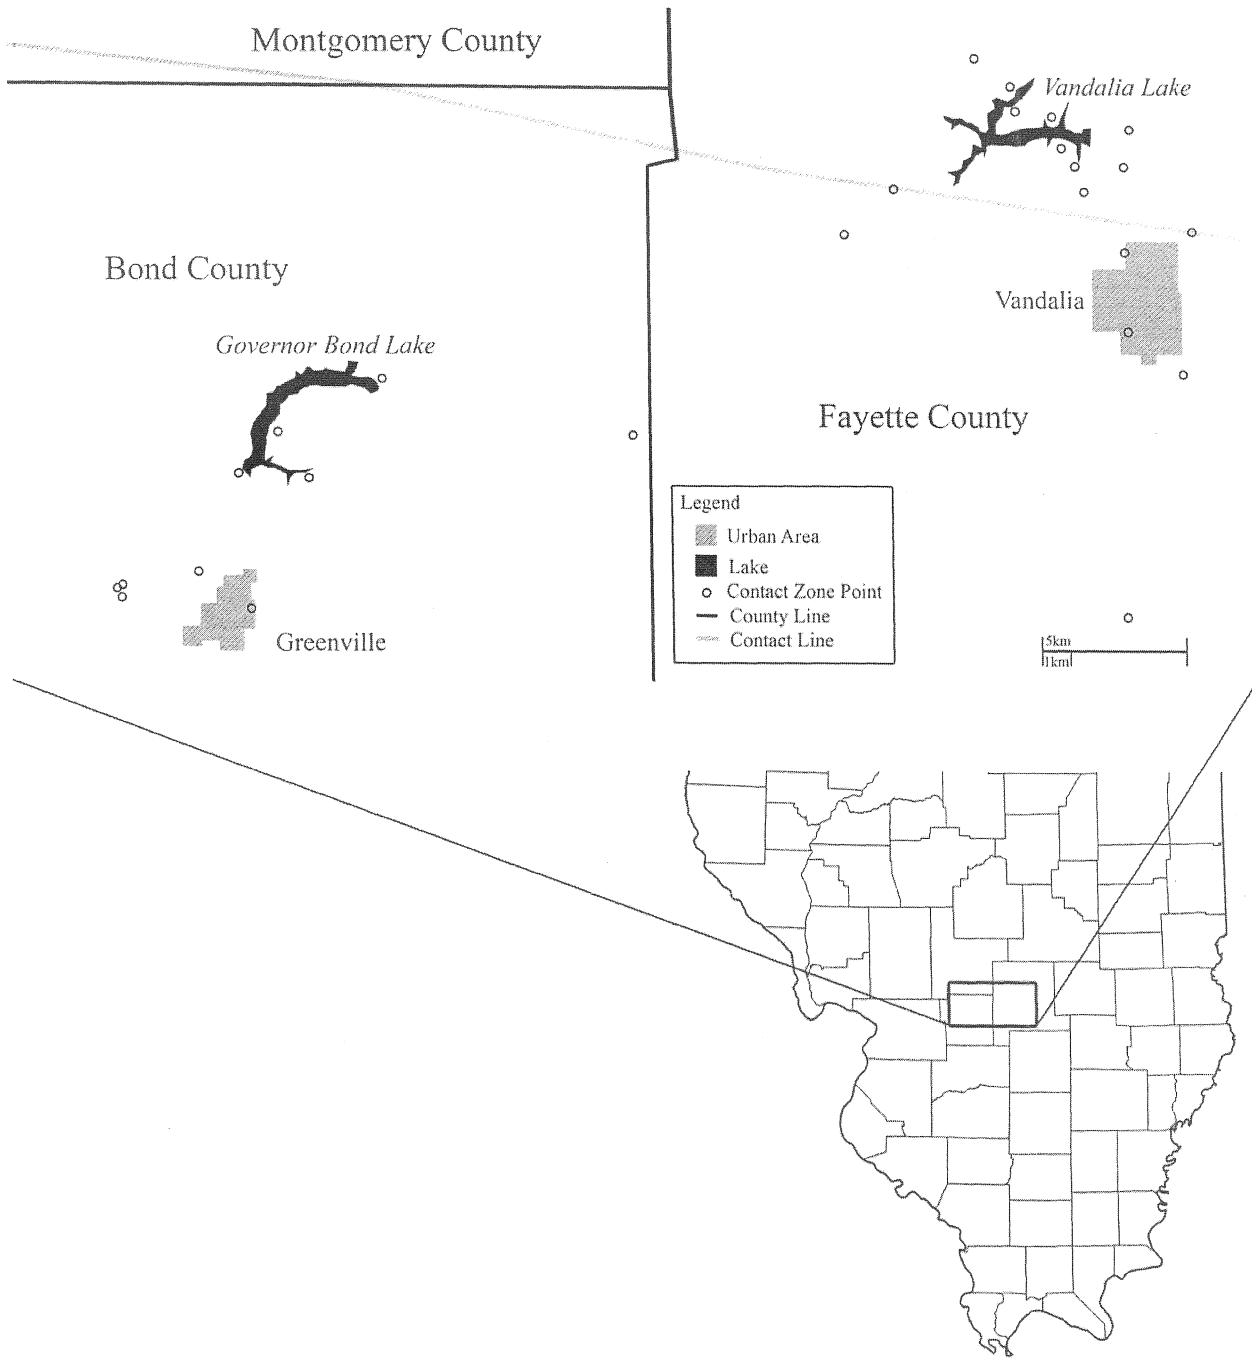 Montgomery County
Vandalia Lake
Bond County
Vandalia
Governor Bond Lake
Fayette County
Legend
Urban Area
Lake
Contact Zone Point
County Line
Contact Line
Greenville
5km
1km